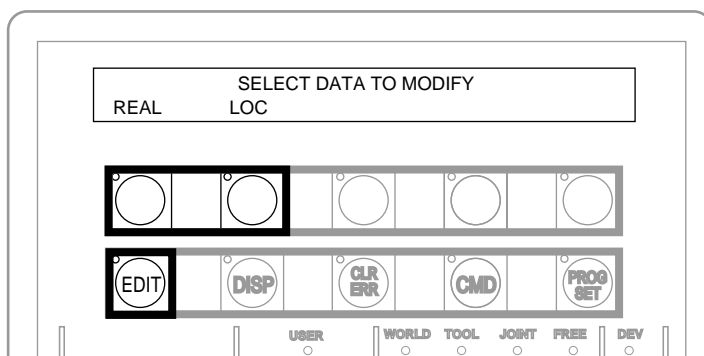 SELECT DATA TO MODIFY
REAL LOC
EDIT DISP CLR ERR CMD PROG SET
USER WORLD TOOL JOINT FREE DEV